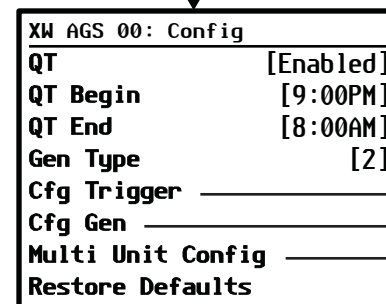 XW AGS 00: Config
QT [Enabled]
QT Begin [9:00PM]
QT End [8:00AM]
Gen Type [2]
Cfg Trigger
Cfg Gen
Multi Unit Config
Restore Defaults